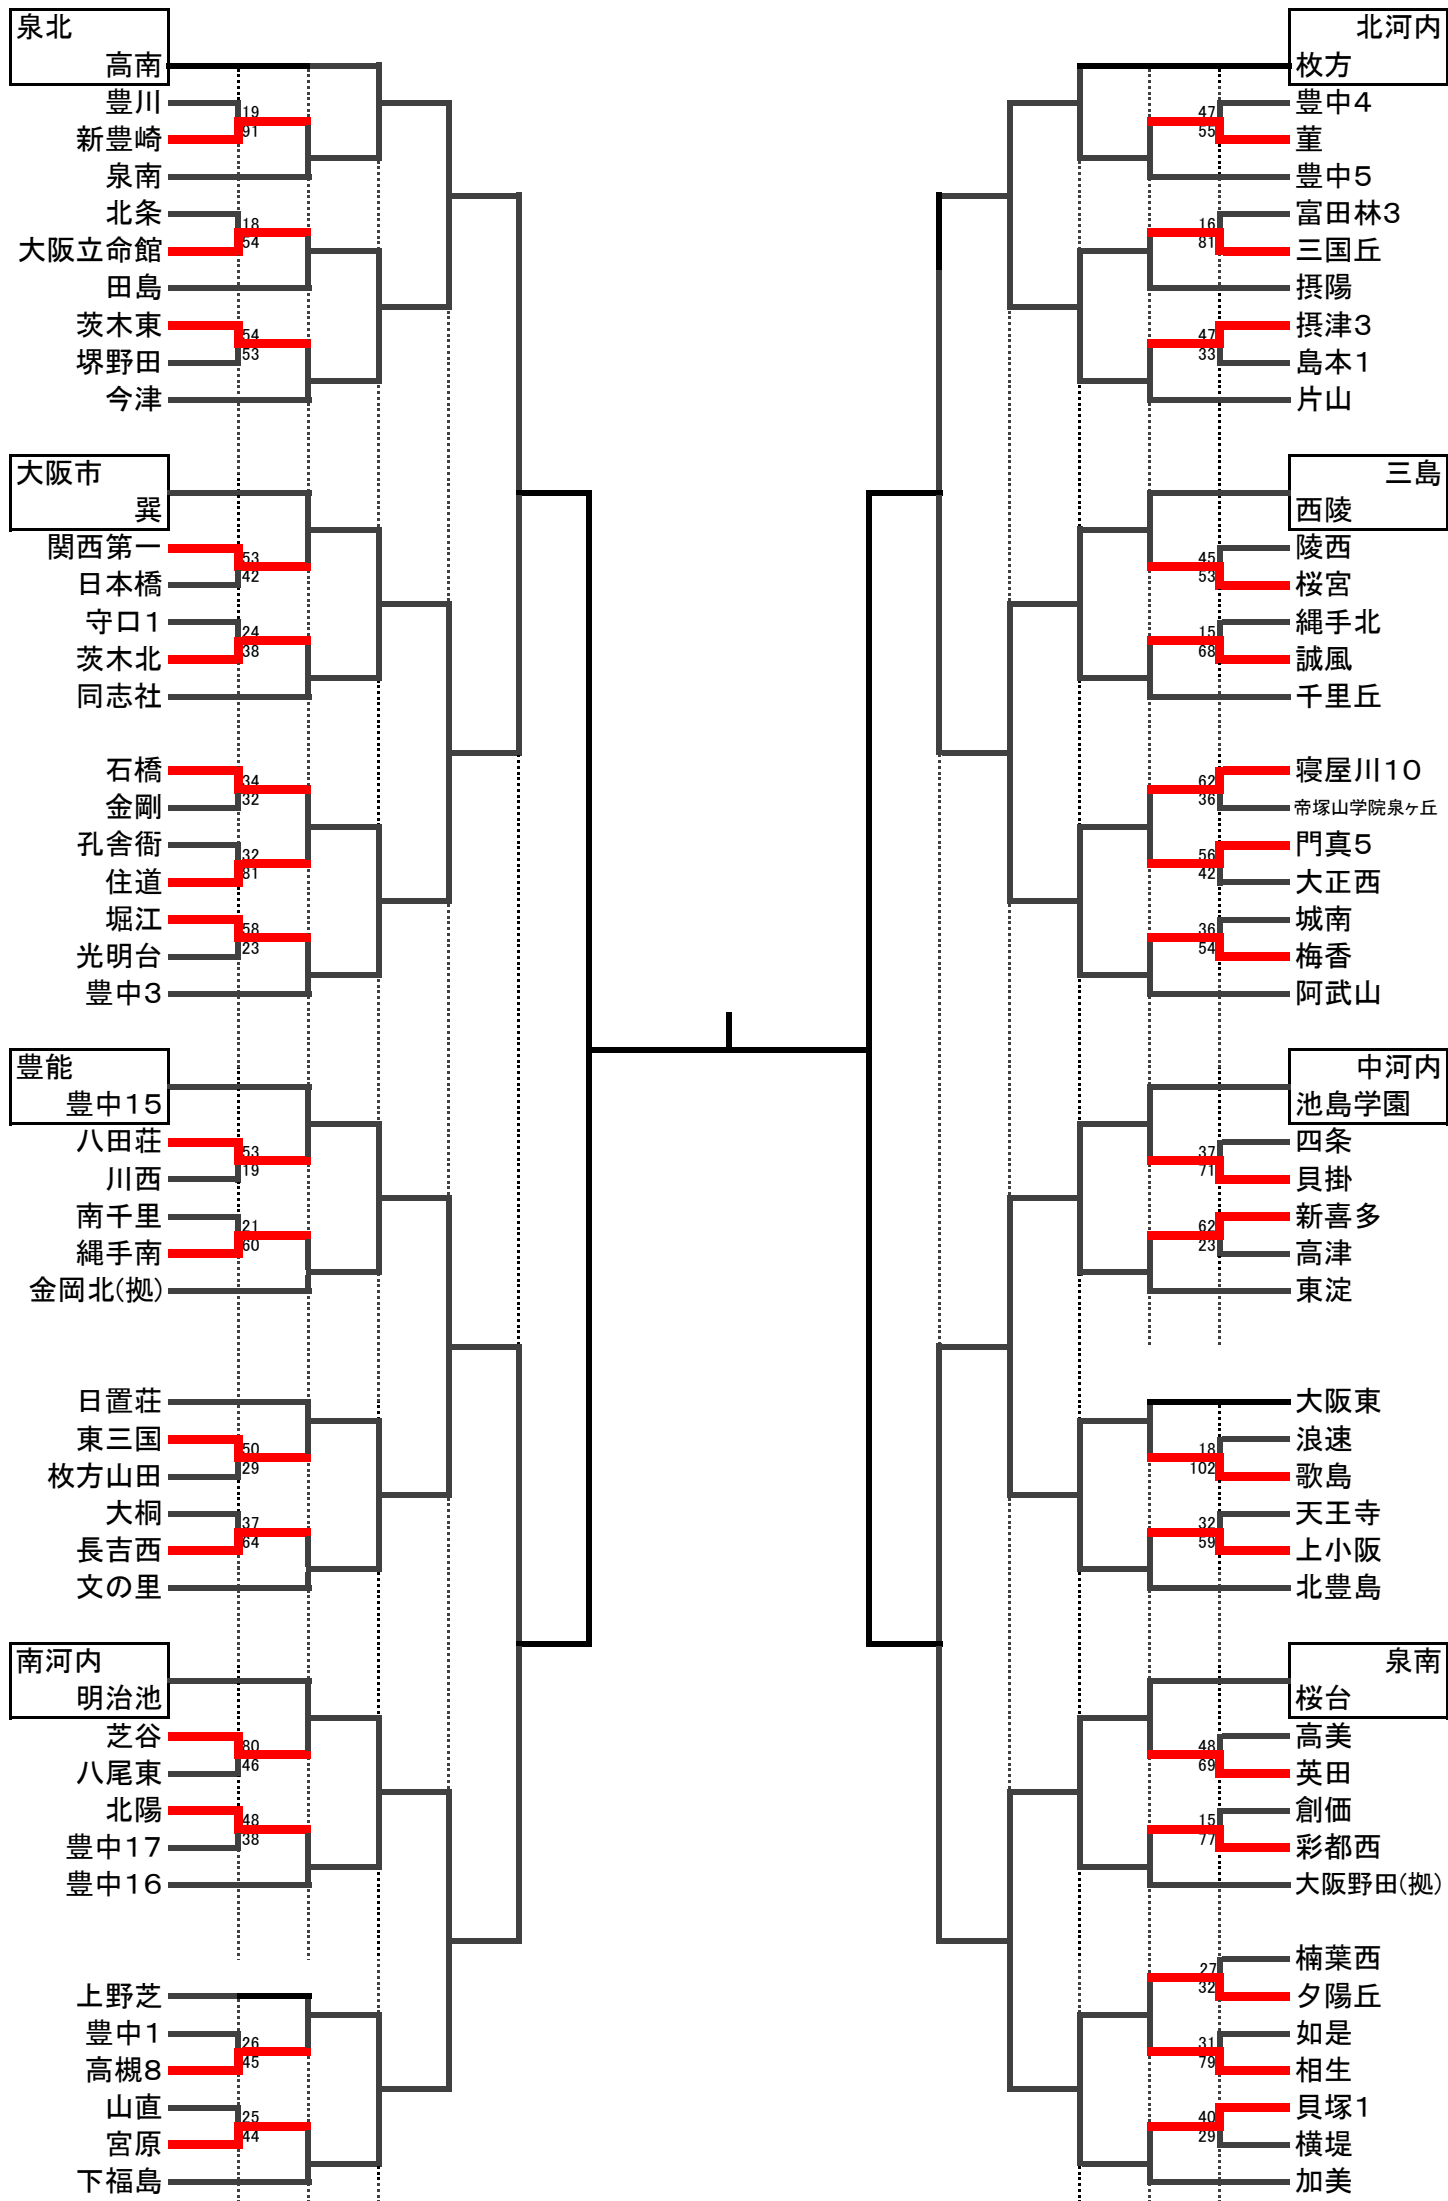 泉北
高南
豊川
19
91
新豊崎
泉南
北条
18
54
大阪立命館
田島
茨木東
54
53
堺野田
今津
大阪市
巽
関西第一
53
42
日本橋
守口1
24
38
茨木北
同志社
石橋
34
32
金剛
孔舎衙
32
81
住道
堀江
58
23
光明台
豊中3
豊能
豊中15
八田荘
53
19
川西
南千里
21
60
縄手南
金岡北(拠)
日置荘
東三国
50
29
枚方山田
大桐
37
64
長吉西
文の里
南河内
明治池
芝谷
80
46
八尾東
北陽
48
38
豊中17
豊中16
上野芝
豊中1
26
45
高槻8
山直
25
44
宮原
下福島
北河内
枚方
豊中4
47
55
菫
豊中5
富田林3
16
81
三国丘
摂陽
摂津3
47
33
島本1
片山
三島
西陵
陵西
45
53
桜宮
縄手北
15
68
誠風
千里丘
寝屋川10
62
36
帝塚山学院泉ヶ丘
門真5
56
42
大正西
城南
36
54
梅香
阿武山
中河内
池島学園
四条
37
71
貝掛
新喜多
62
23
高津
東淀
大阪東
浪速
18
102
歌島
天王寺
32
59
上小阪
北豊島
泉南
桜台
高美
48
69
英田
創価
15
77
彩都西
大阪野田(拠)
楠葉西
27
32
夕陽丘
如是
31
79
相生
貝塚1
40
29
横堤
加美